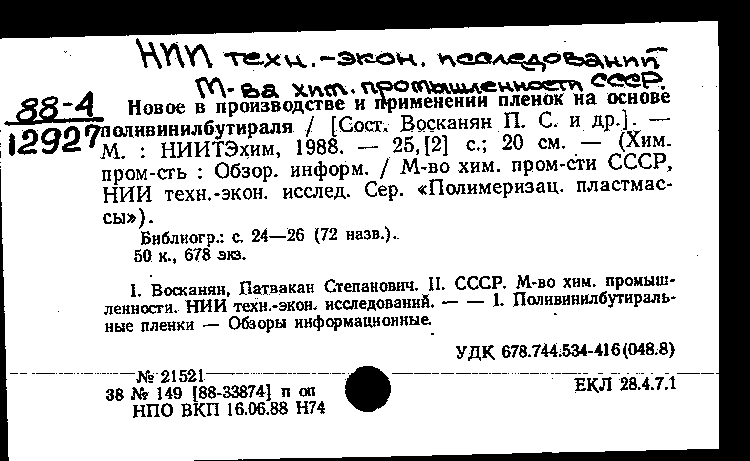 НИИ техн.-экон. исследований
М-ва хим. промышленности СССР.
88-4
12927
Новое в производстве и применении пленок на основе
поливинилбутираля / [Сост. Восканян П. С. и др.]. —
М. : НИИТЭхим, 1988. — 25, [2] с.; 20 см. — (Хим.
пром-сть : Обзор. информ. / М-во хим. пром-сти СССР,
НИИ техн.-экон. исслед. Сер. «Полимеризац. пластмас-
сы»).
Библиогр.: с. 24—26 (72 назв.).
50 к., 678 экз.
I. Восканян, Патвакан Степанович. II. СССР. М-во хим. промыш-
ленности. НИИ техн.-экон. исследований. — — 1. Поливинилбутираль-
ные пленки — Обзоры информационные.
УДК 678.744.534-416(048.8)
№ 21521
38 № 149 [88-33874] п оп
ЕКЛ 28.4.7.1
НПО ВКП 16.06.88 Н74